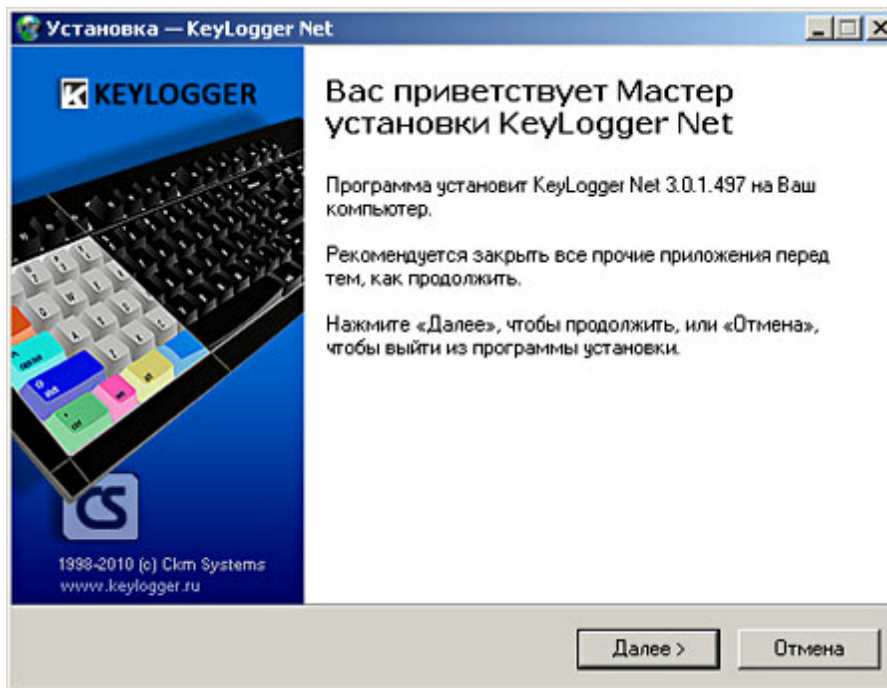 Установка — KeyLogger Net
KEYLOGGER
Вас приветствует Мастер
установки KeyLogger Net
Программа установит KeyLogger Net 3.0.1.497 на Ваш
компьютер.
Рекомендуется закрыть все прочие приложения перед
тем, как продолжить.
Нажмите «Далее», чтобы продолжить, или «Отмена»,
чтобы выйти из программы установки.
CS
1998-2010 (c) Ckm Systems
www.keylogger.ru
Далее >
Отмена